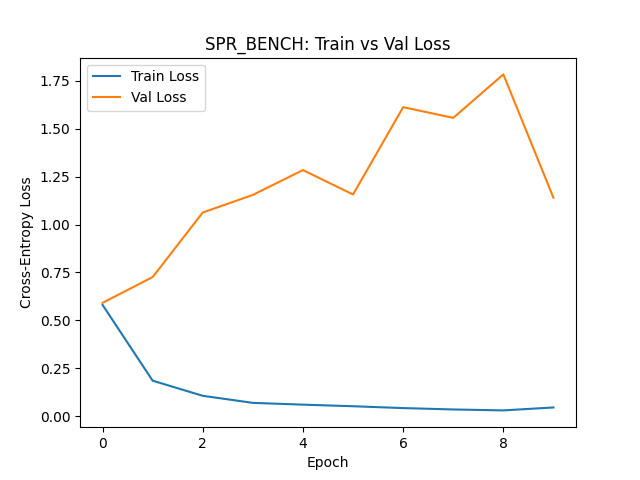 SPR_BENCH: Train vs Val Loss
Train Loss
Val Loss
Cross-Entropy Loss
1.75
1.50
1.25
1.00
0.75
0.50
0.25
0.00
0 2 4 6 8
Epoch